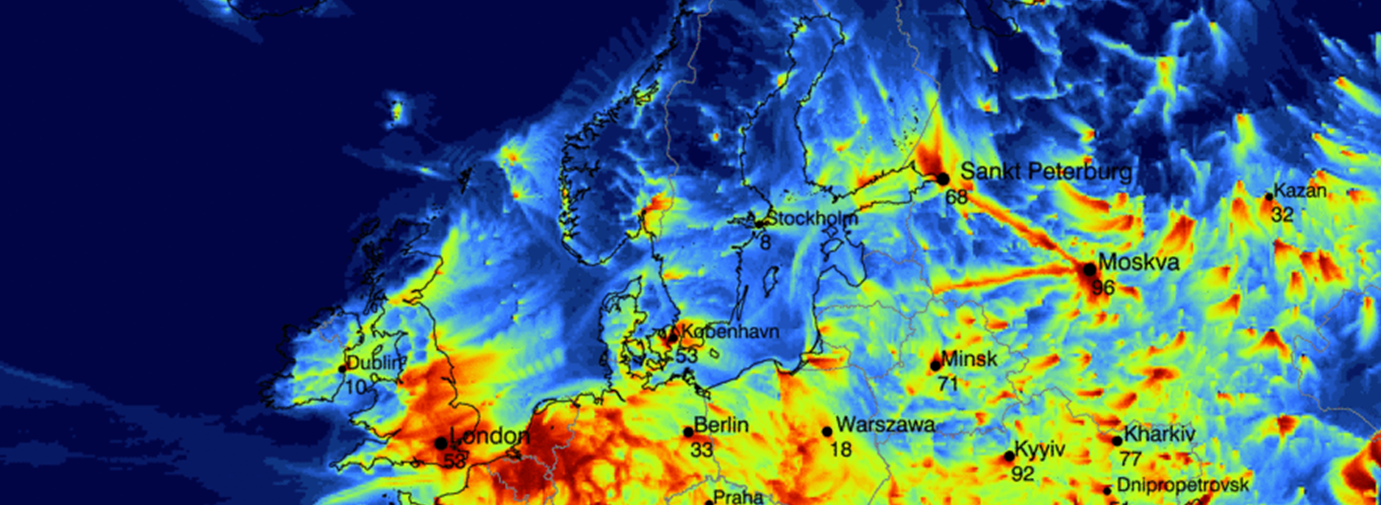 Sankt Peterburg
68
Kazan
32
Stockholm
8
Moskva
96
København
53
Dublin
10
Minsk
71
London
53
Berlin
33
Warszawa
18
Kyyiv
92
Kharkiv
77
Dnipropetrovsk
Praha